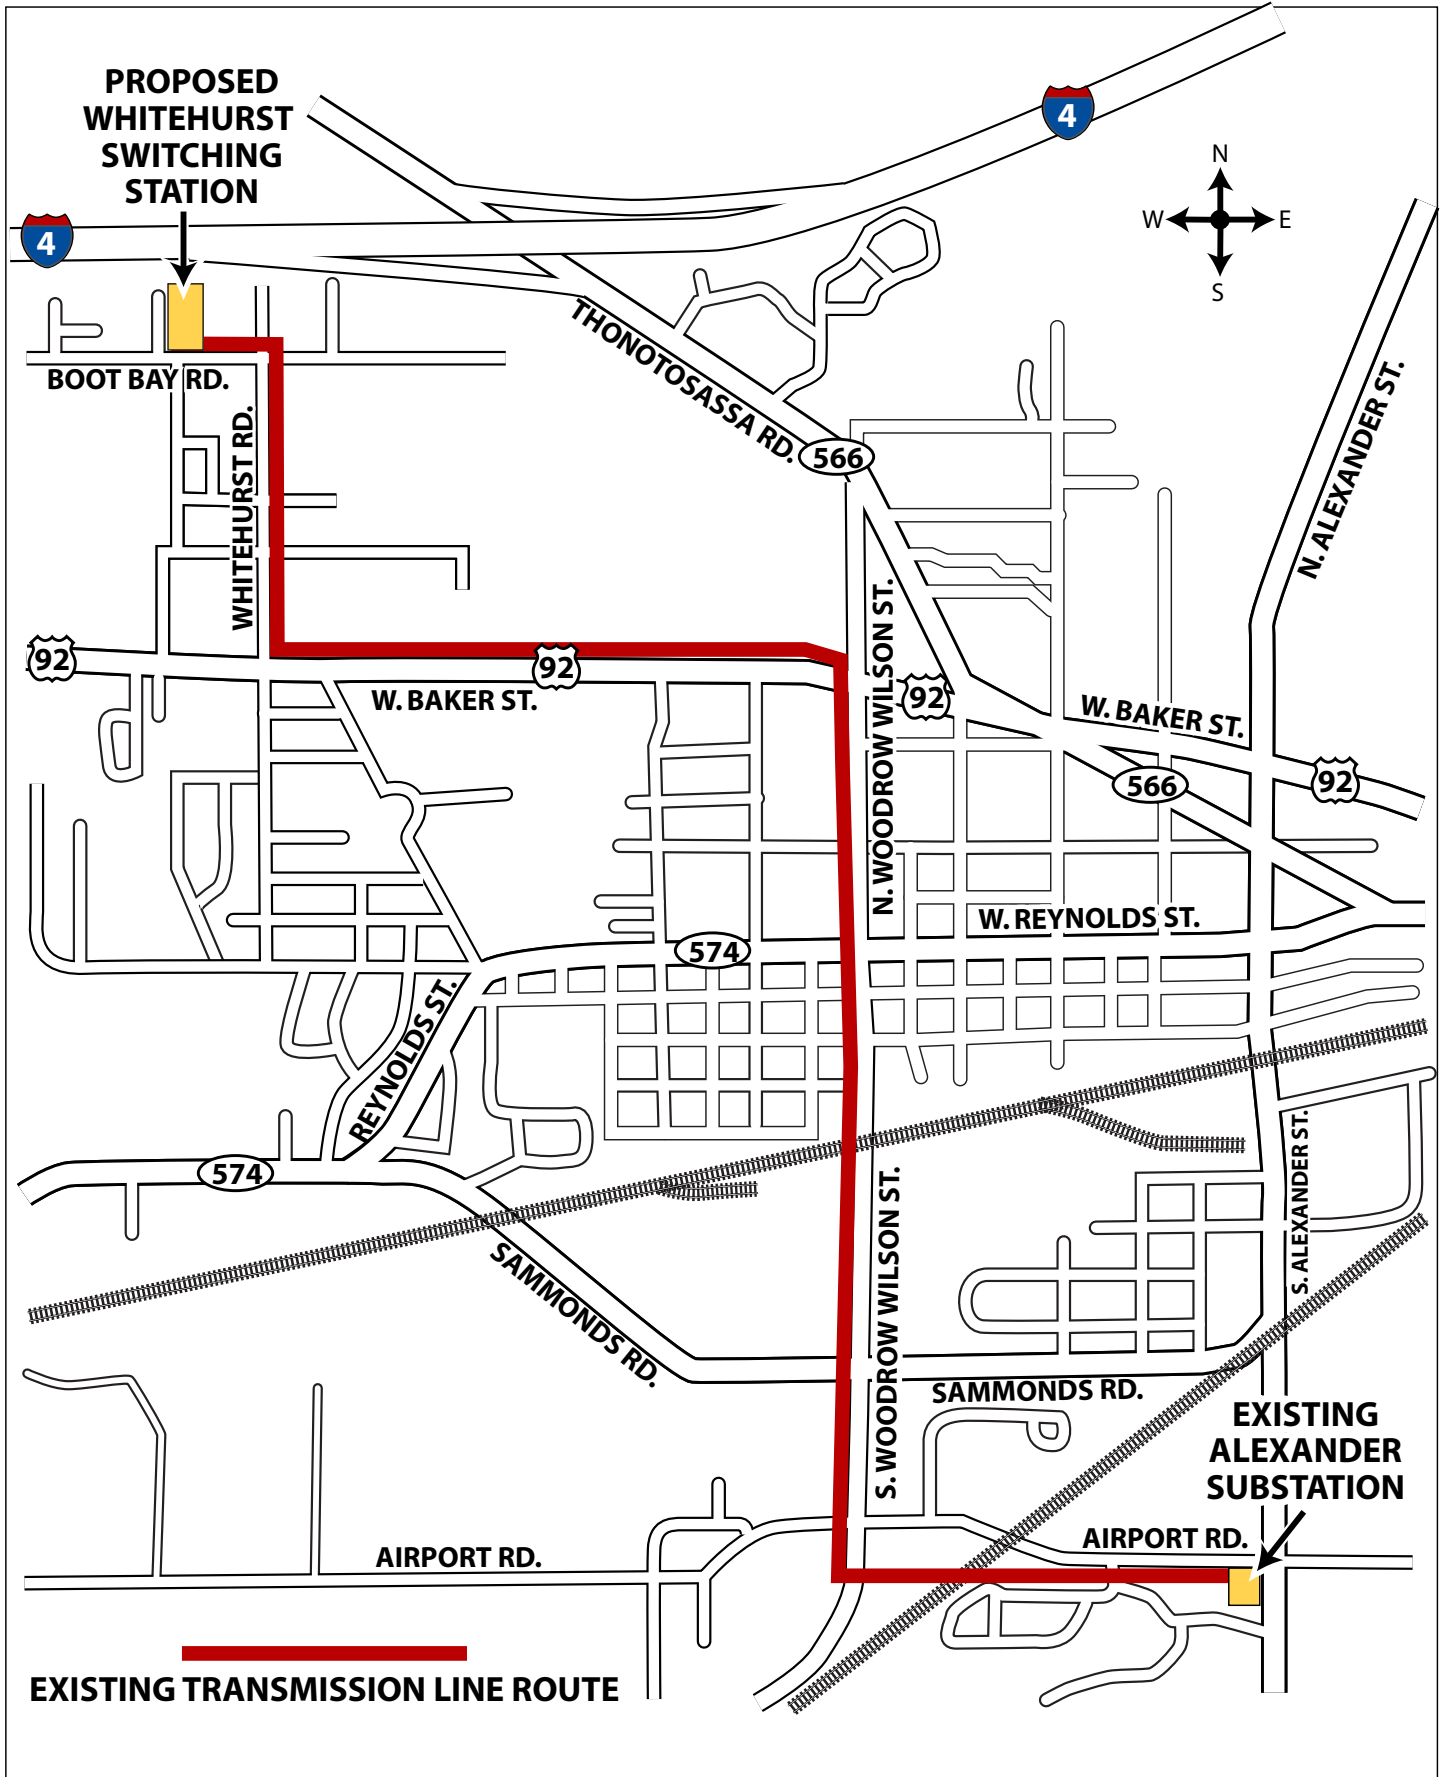 PROPOSED
WHITEHURST
SWITCHING
STATION
4
N
W
E
S
4
BOOT BAY RD.
THONOTOSASSA RD.
566
N. ALEXANDER ST.
WHITEHURST RD.
92
92
W. BAKER ST.
N. WOODROW WILSON ST.
92
W. BAKER ST.
566
92
W. REYNOLDS ST.
574
REYNOLDS ST.
574
SAMMONDS RD.
S. WOODROW WILSON ST.
S. ALEXANDER ST.
SAMMONDS RD.
EXISTING
ALEXANDER
SUBSTATION
AIRPORT RD.
AIRPORT RD.
EXISTING TRANSMISSION LINE ROUTE